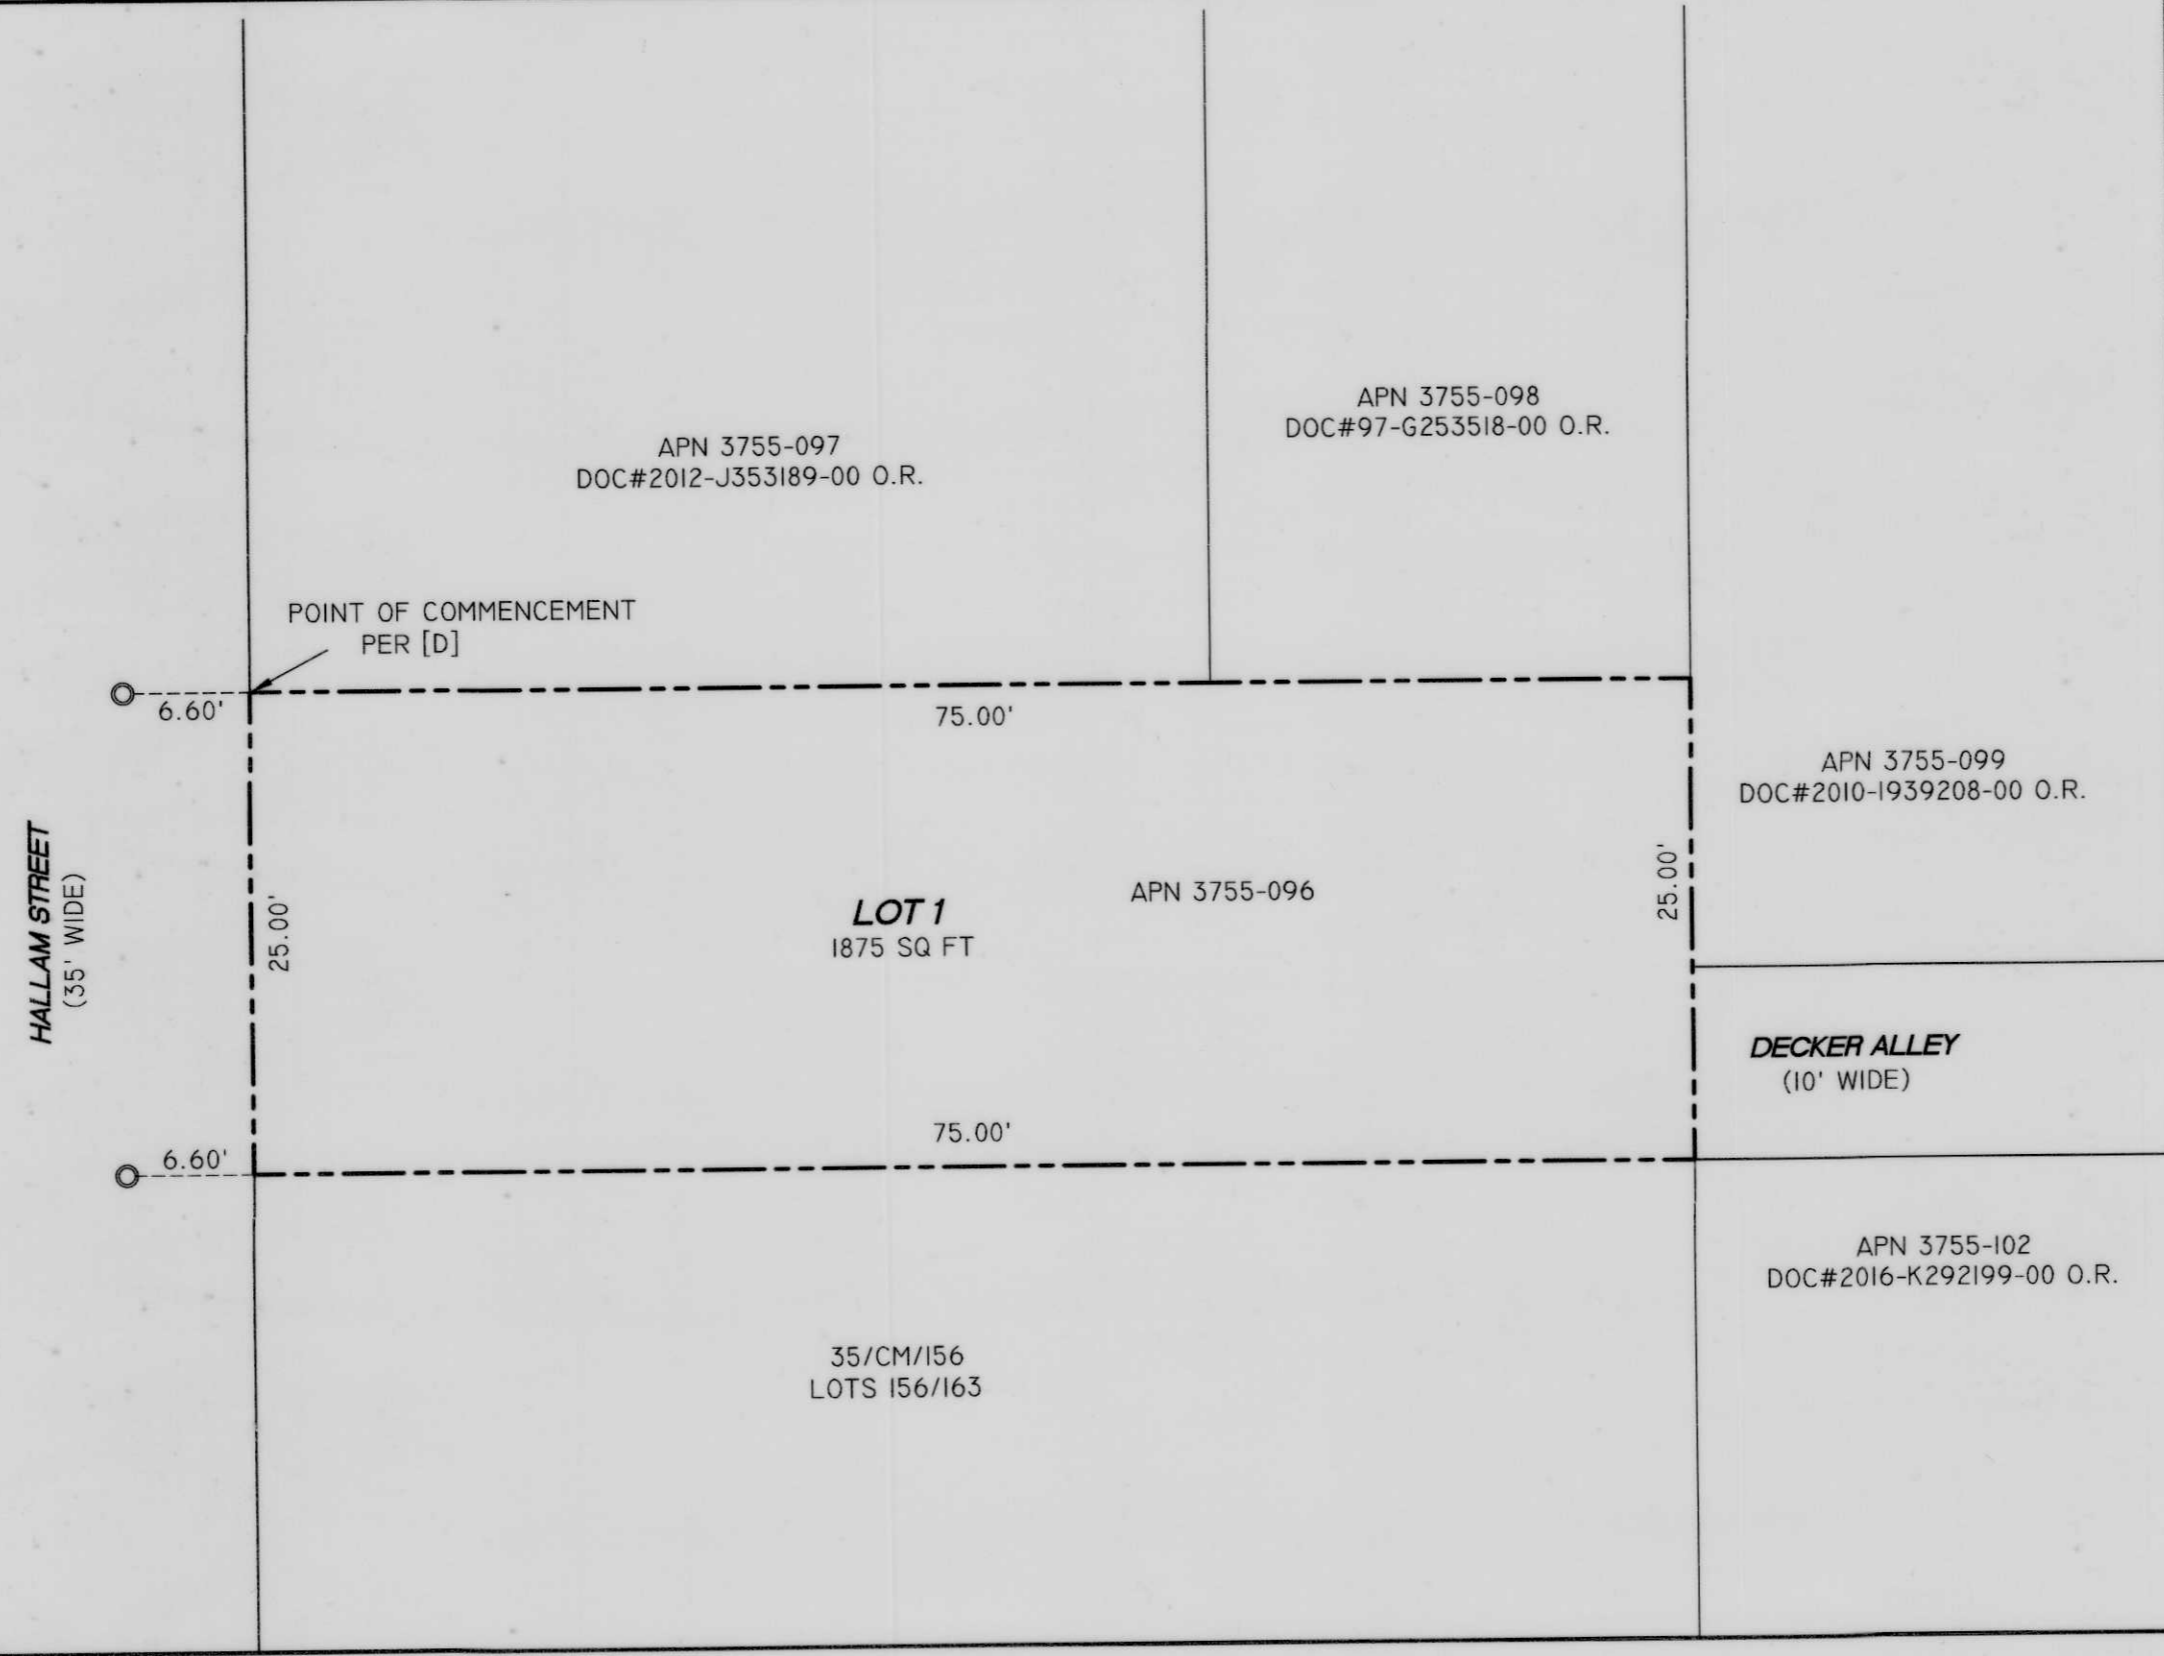 APN 3755-098
DOC#97-G253518-00 O.R.
APN 3755-097
DOC#2012-J353189-00 O.R.
POINT OF COMMENCEMENT
PER [D]
6.60'
75.00'
APN 3755-099
DOC#2010-I939208-00 O.R.
HALLAM STREET
(35' WIDE)
25.00'
LOT 1
1875 SQ FT
APN 3755-096
25.00'
DECKER ALLEY
(10' WIDE)
6.60'
75.00'
APN 3755-102
DOC#2016-K292199-00 O.R.
35/CM/156
LOTS 156/163